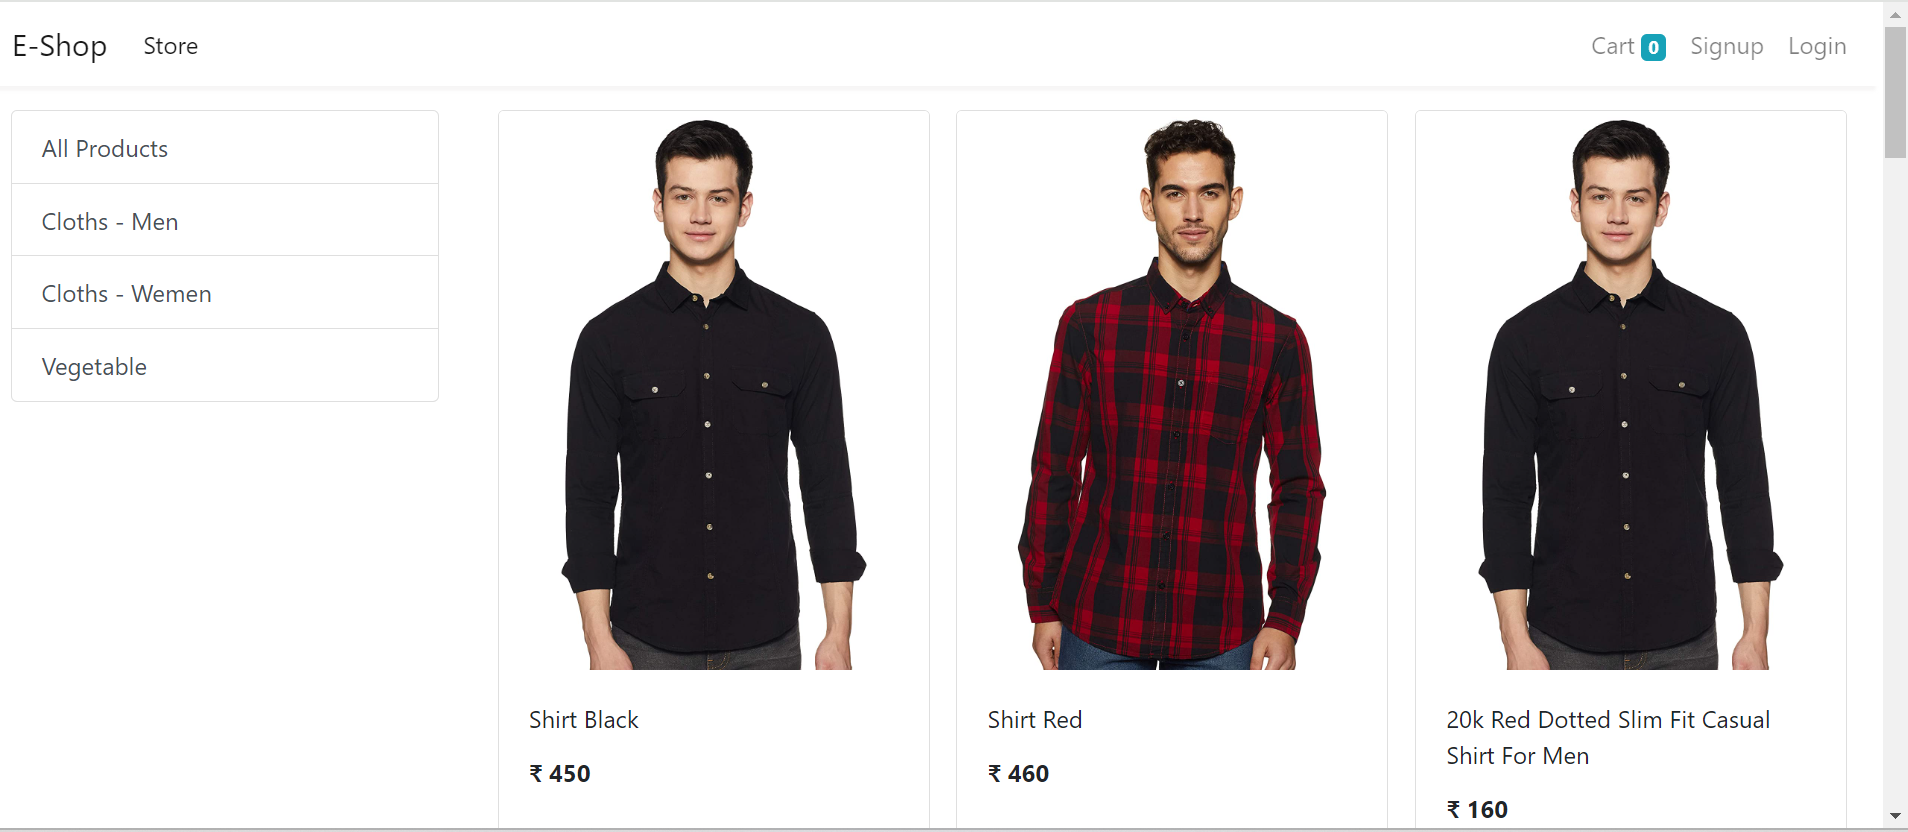 E-Shop Store Cart 0 Signup Login
All Products
Cloths - Men
Cloths - Wemen
Vegetable
Shirt Black
₹ 450
Shirt Red
₹ 460
20k Red Dotted Slim Fit Casual
Shirt For Men
₹ 160